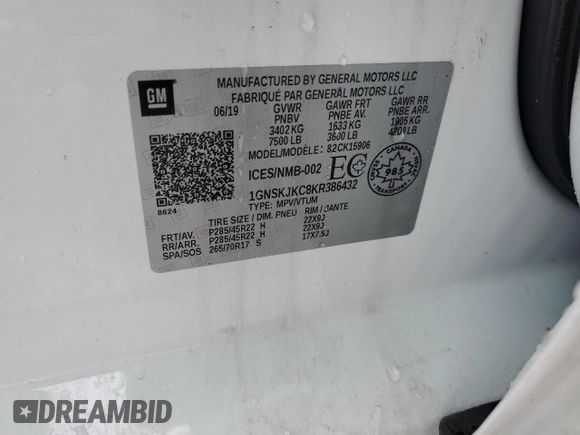 GM
MANUFACTURED BY GENERAL MOTORS LLC
FABRIQUÉ PAR GENERAL MOTORS LLC
06/19 GVWR GAWR FRT GAWR RR
PNBV PNBE AV. PNBE ARR.
3402 KG 1633 KG 1905 KG
7500 LB 3600 LB 4200 LB
MODEL/MODÈLE: 82CK15906
ICES/NMB-002 EC CANADA 985
1GNSKJKC8KR386432
TYPE: MPV/VTUM
8624
TIRE SIZE/DIM. PNEU RIM/JANTE
FRT/AV. P285/45R22 H 22X9J
RR/ARR. P285/45R22 H 22X9J
SPA/SOS 265/70R17 S 17X7.5J
DREAMBID